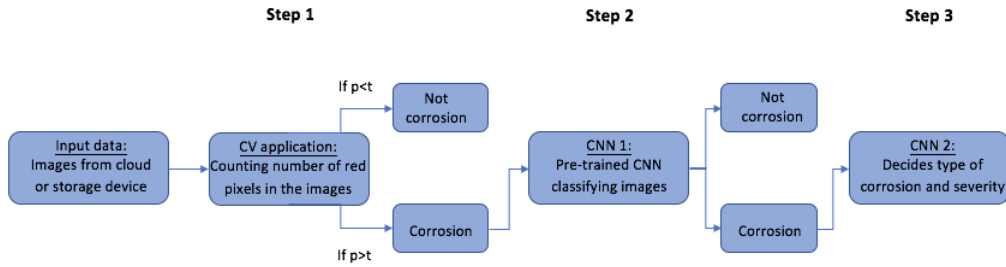 Step 1
Step 2
Step 3
If p<t
Not
corrosion
Not
corrosion
Input data:
Images from cloud
or storage device
CV application:
Counting number of red
pixels in the images
CNN 1:
Pre-trained CNN
classifying images
CNN 2:
Decides type of
corrosion and severity
Corrosion
Corrosion
If p>t